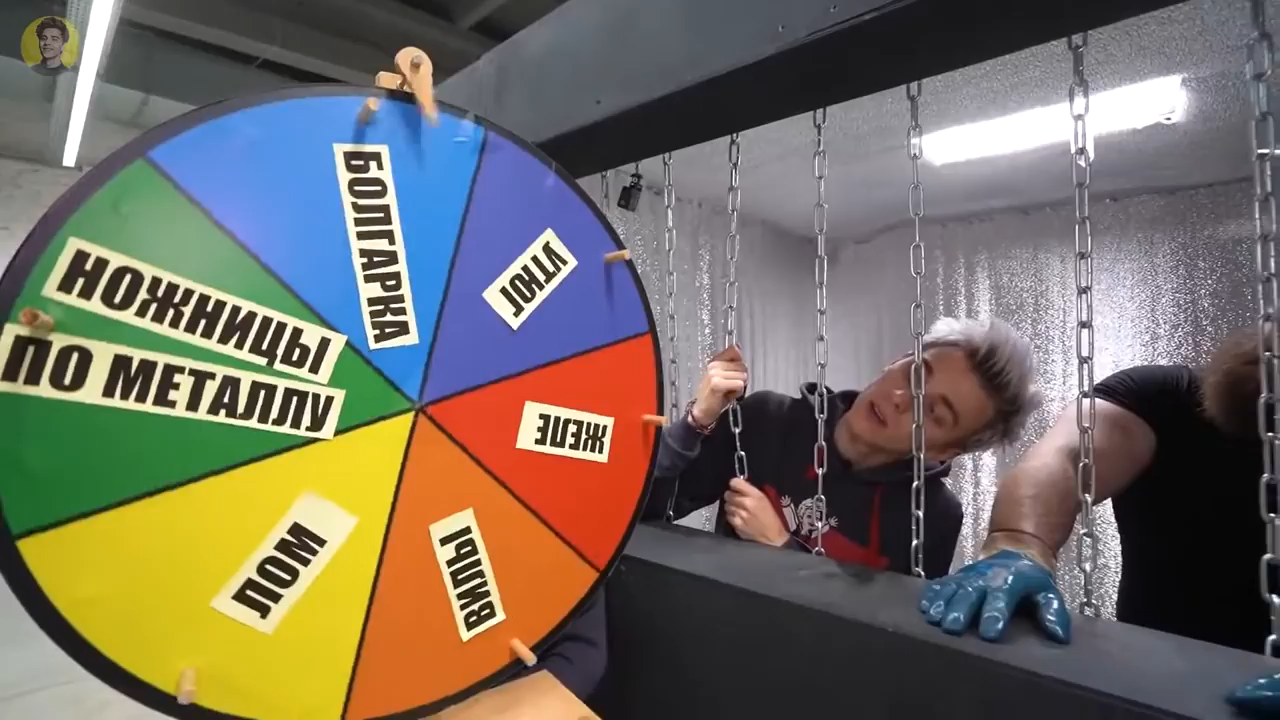 БОЛГАРКА
УТЮГ
ЖЕЛЕ
ВИЛЫ
ЛОМ
НОЖНИЦЫ
ПО МЕТАЛЛУ